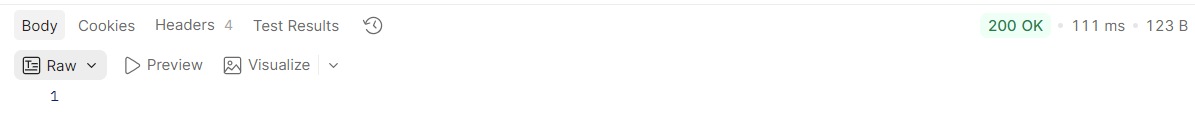 Body Cookies Headers 4 Test Results 200 OK 111 ms 123 B
Raw Preview Visualize
1